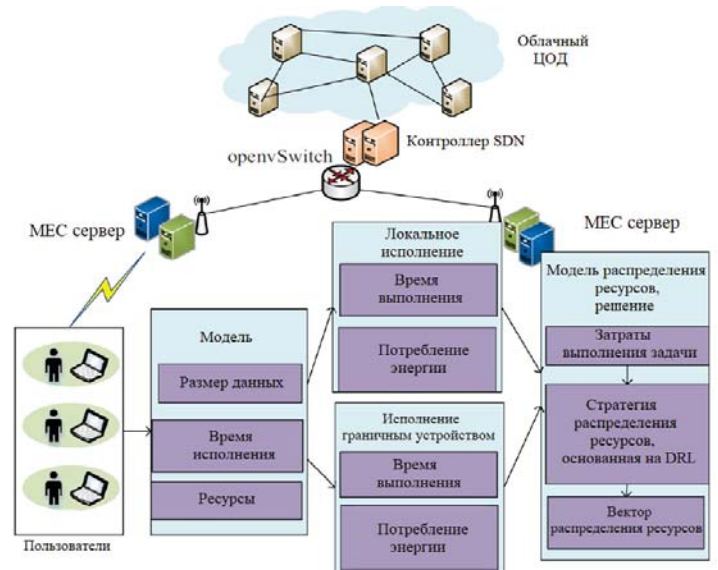 Облачный
ЦОД
Контроллер SDN
openvSwitch
МЕС сервер
МЕС сервер
Локальное
исполнение
Время
выполнения
Потребление
энергии
Модель распределения
ресурсов,
решение
Затраты
выполнения задачи
Стратегия
распределения
ресурсов,
основанная на DRL
Вектор
распределения ресурсов
Модель
Размер данных
Время
исполнения
Ресурсы
Исполнение
граничным устройством
Время
выполнения
Потребление
энергии
Пользователи